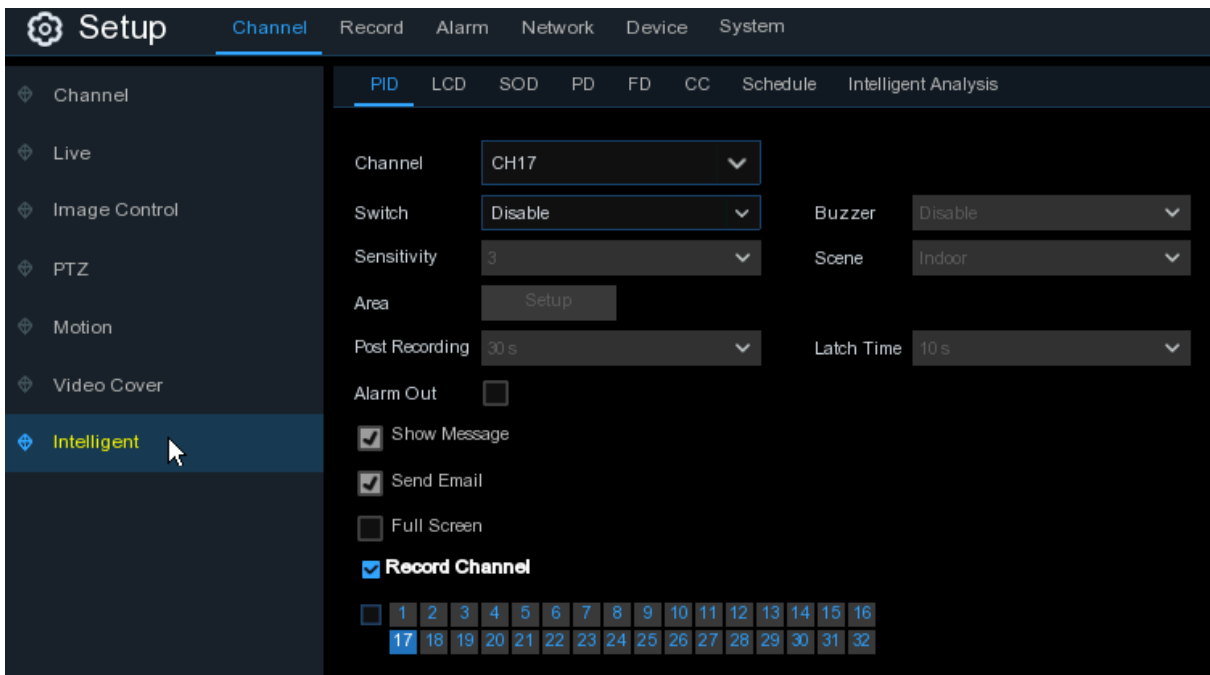 Setup Channel Record Alarm Network Device System
Channel
Live
Image Control
PTZ
Motion
Video Cover
Intelligent
PID LCD SOD PD FD CC Schedule Intelligent Analysis
Channel CH17
Switch Disable Buzzer Disable
Sensitivity 3 Scene Indoor
Area Setup
Post Recording 30 s Latch Time 10 s
Alarm Out
Show Message
Send Email
Full Screen
Record Channel
1 2 3 4 5 6 7 8 9 10 11 12 13 14 15 16
17 18 19 20 21 22 23 24 25 26 27 28 29 30 31 32